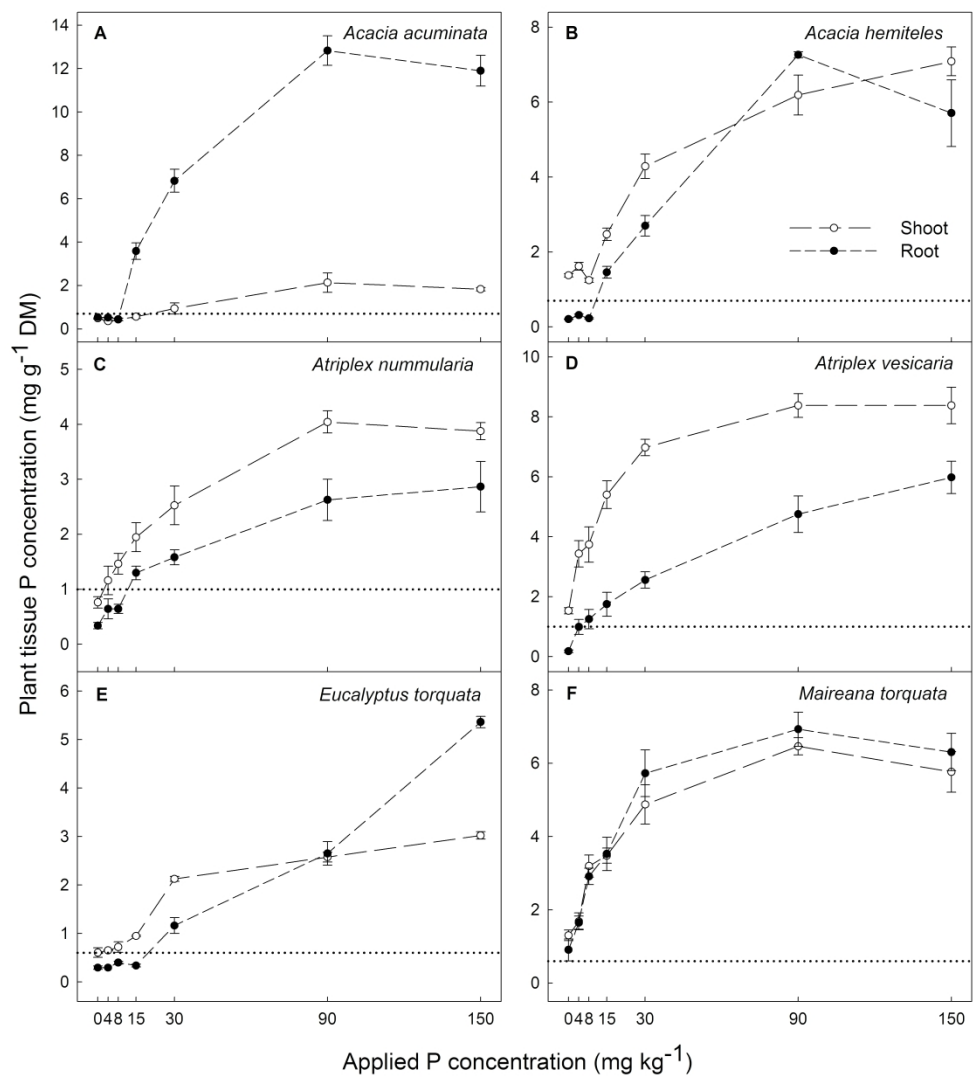 A
Acacia acuminata
14
12
10
8
6
4
2
0
B
Acacia hemiteles
8
6
4
2
0
Shoot
Root
C
Atriplex nummularia
5
4
3
2
1
0
D
Atriplex vesicaria
10
8
6
4
2
0
E
Eucalyptus torquata
6
5
4
3
2
1
0
F
Maireana torquata
8
6
4
2
0
0 4 8 15 30 90 150
0 4 8 15 30 90 150
Plant tissue P concentration (mg g⁻¹ DM)
Applied P concentration (mg kg⁻¹)